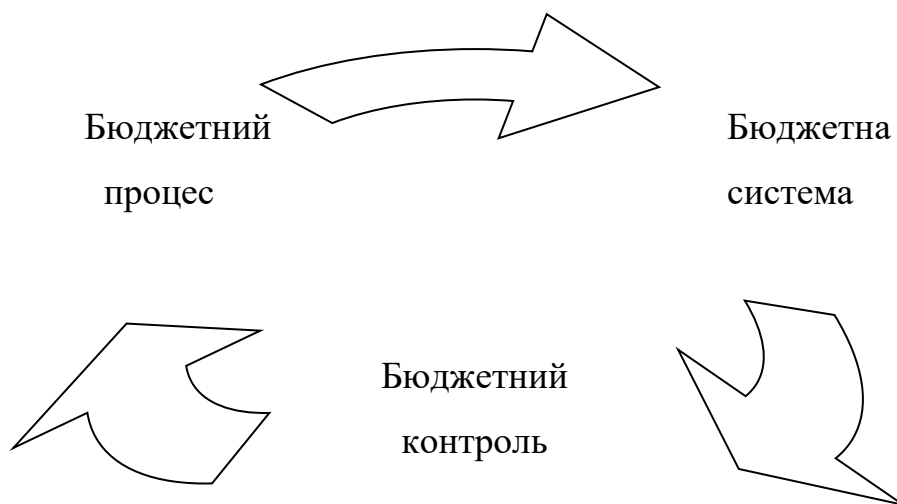 Бюджетний
процес
Бюджетна
система
Бюджетний
контроль